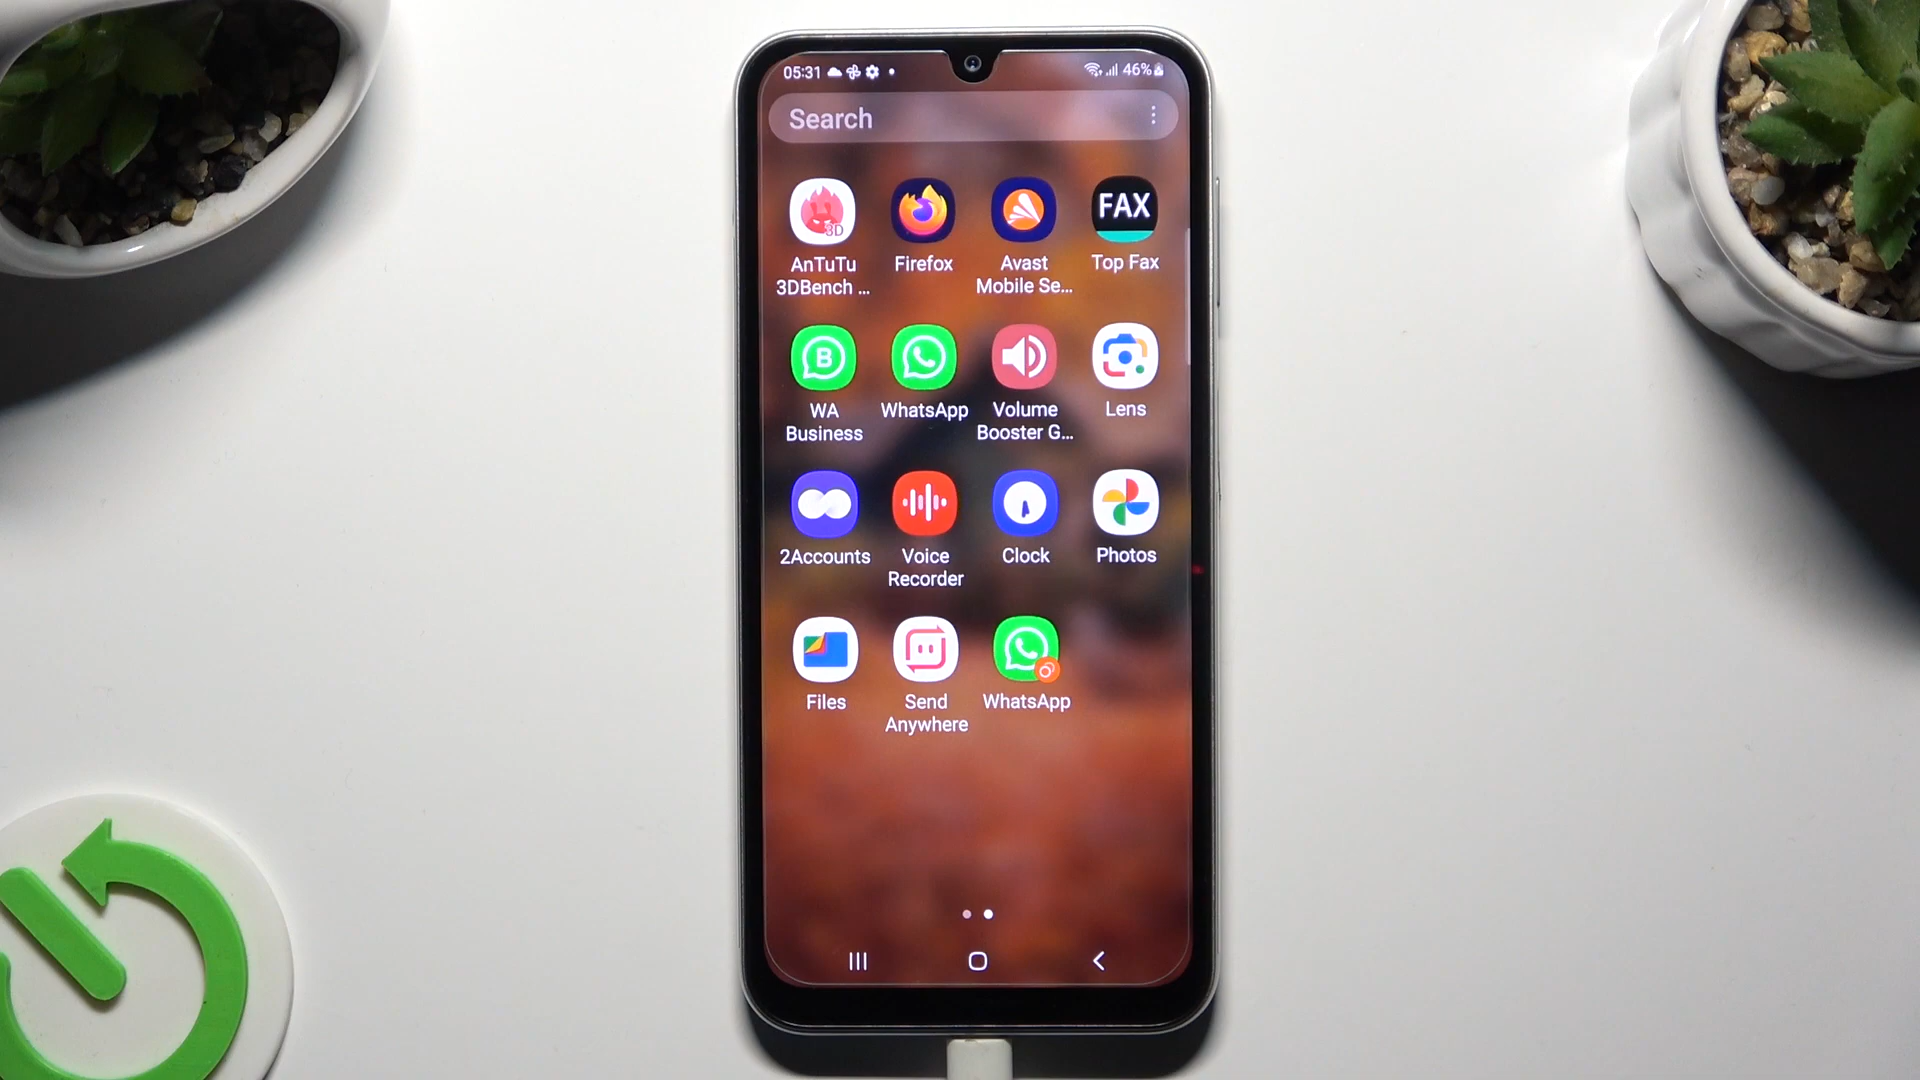 05:31 46%
Search
3D
FAX
AnTuTu Firefox Avast Top Fax
3DBench ... Mobile Se...
B
WA WhatsApp Volume Lens
Business Booster G...
2Accounts Voice Clock Photos
Recorder
Files Send WhatsApp
Anywhere